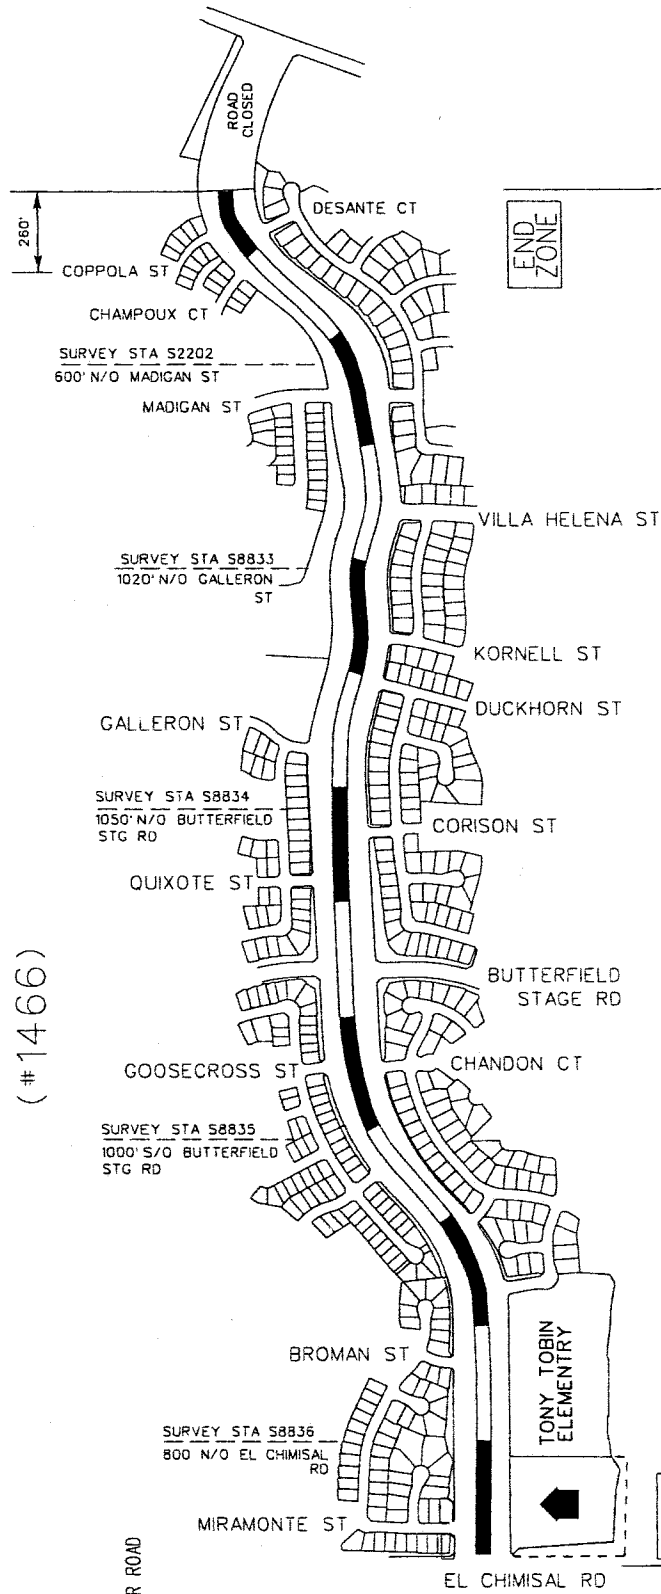 ROAD
CLOSED
DESANTE CT
260'
END
ZONE
COPPOLA ST
CHAMPOUX CT
SURVEY STA S2202
600' N/O MADIGAN ST
MADIGAN ST
VILLA HELENA ST
SURVEY STA S8833
1020' N/O GALLERON
ST
KORNELL ST
DUCKHORN ST
GALLERON ST
SURVEY STA S8834
1050' N/O BUTTERFIELD
STG RD
CORISON ST
QUIXOTE ST
(#1466)
BUTTERFIELD
STAGE RD
GOOSECROSS ST
CHANDON CT
SURVEY STA S8835
1000' S/O BUTTERFIELD
STG RD
TONY TOBIN
ELEMENTRY
BROMAN ST
SURVEY STA S8836
800 N/O EL CHIMISAL
RD
MIRAMONTE ST
R ROAD
EL CHIMISAL RD